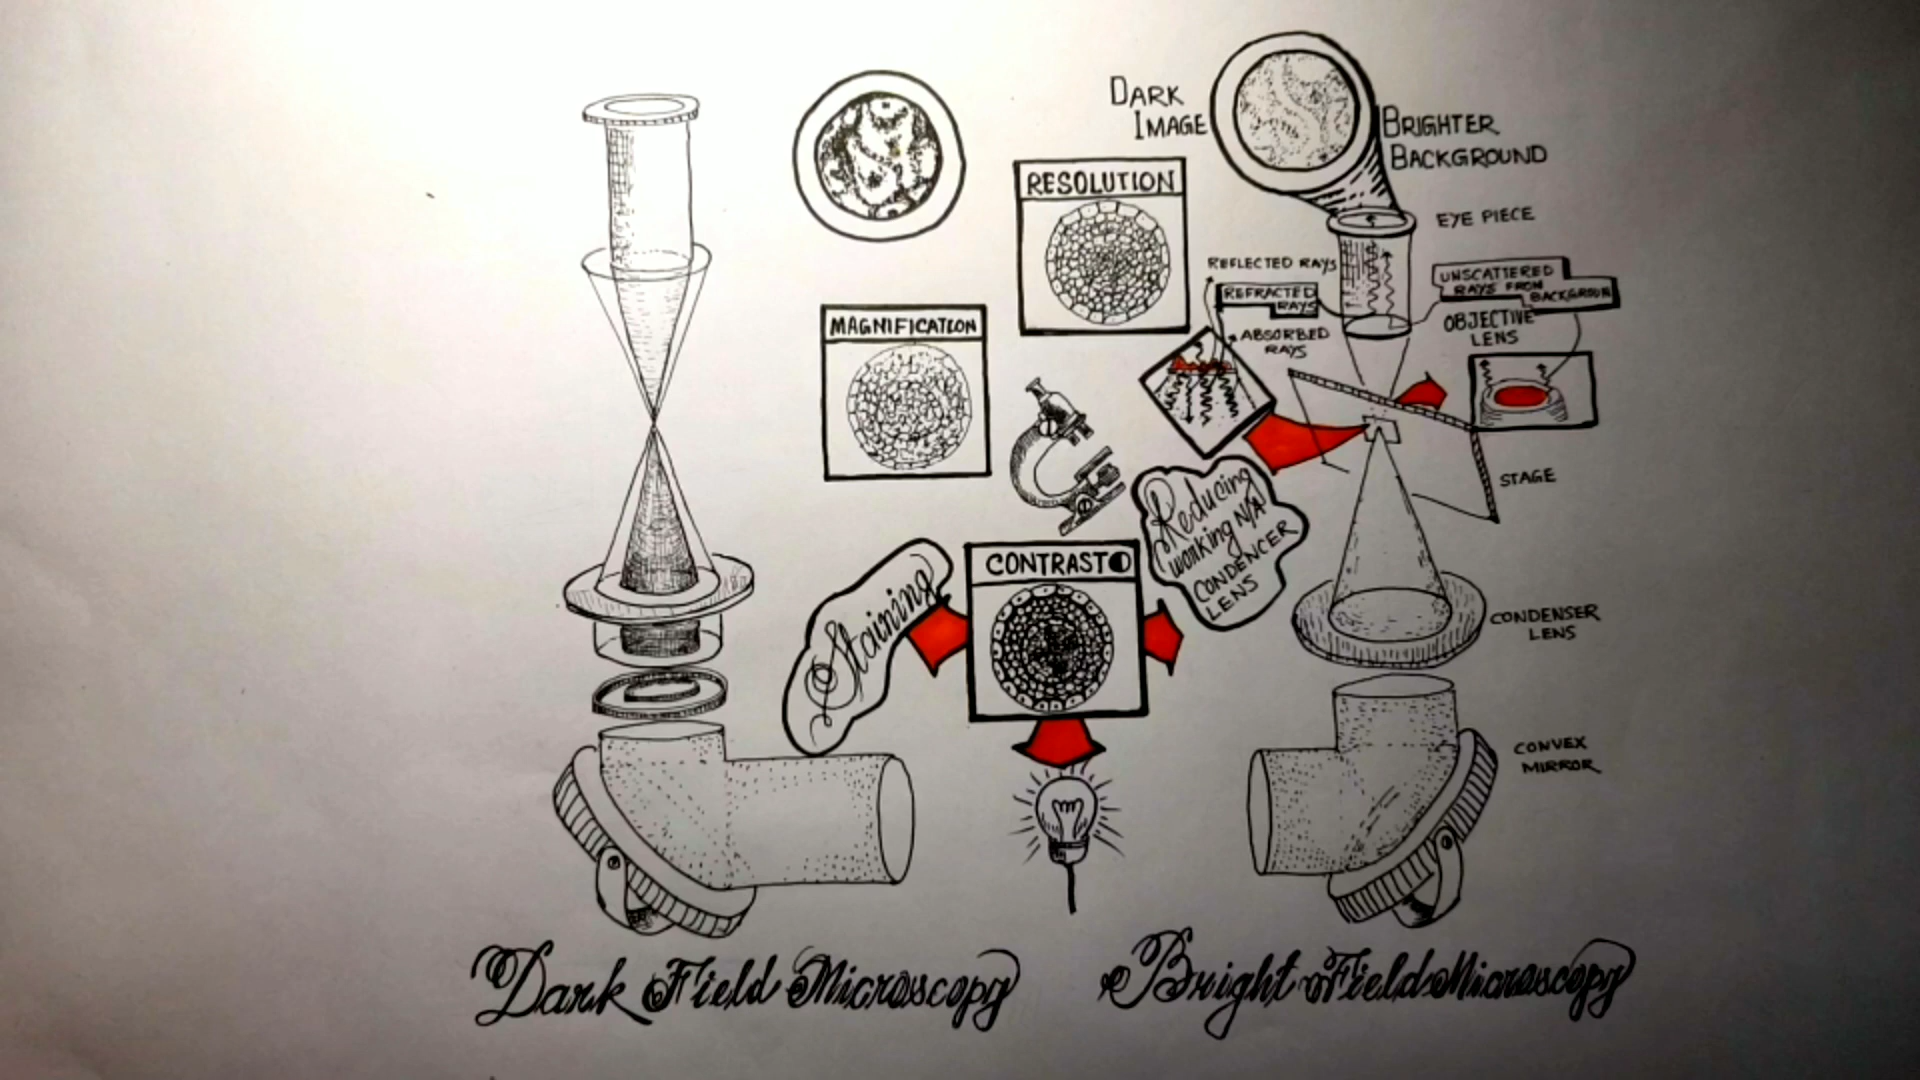 DARK
IMAGE
BRIGHTER
BACKGROUND
RESOLUTION
EYE PIECE
REFLECTED RAYS
REFRACTED
RAYS
UNSCATTERED
RAYS FROM
BACKGROUN
MAGNIFICATION
ABSORBED
RAYS
OBJECTIVE
LENS
STAGE
Reducing
working N/A
CONDENCER
LENS
CONTRAST
Staining
CONDENSER
LENS
CONVEX
MIRROR
Dark Field Microscopy
Bright Field Microscopy